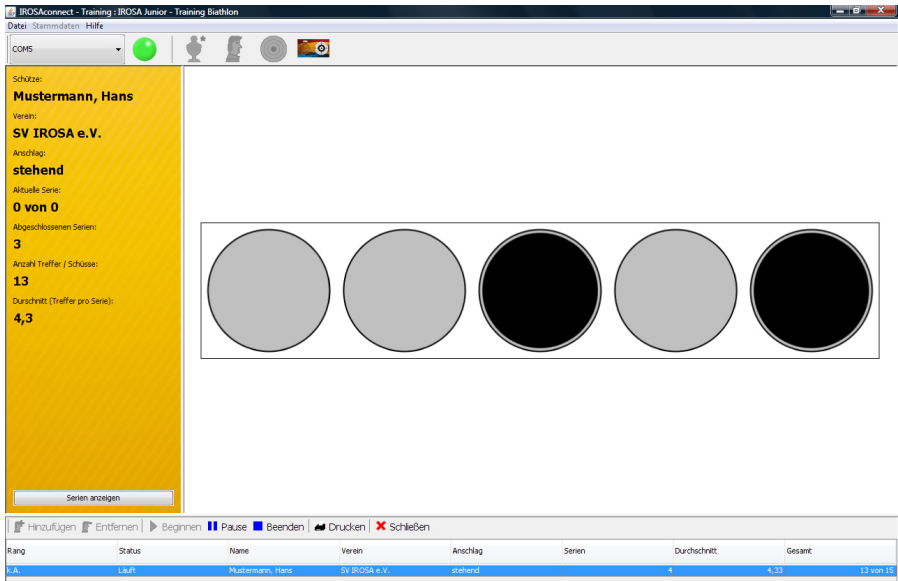 IROSAconnect - Training : IROSA Junior - Training Biathlon
Datei Stammdaten Hilfe
COM5
Schütze:
Mustermann, Hans
Verein:
SV IROSA e.V.
Anschlag:
stehend
Aktuelle Serie:
0 von 0
Abgeschlossenen Serien:
3
Anzahl Treffer / Schüsse:
13
Durschnitt (Treffer pro Serie):
4,3
Serien anzeigen
Hinzufügen Entfernen Beginnen Pause Beenden Drucken Schließen
Rang Status Name Verein Anschlag Serien Durchschnitt Gesamt
k.A. Läuft Mustermann, Hans SV IROSA e.V. stehend 4 4,33 13 von 15